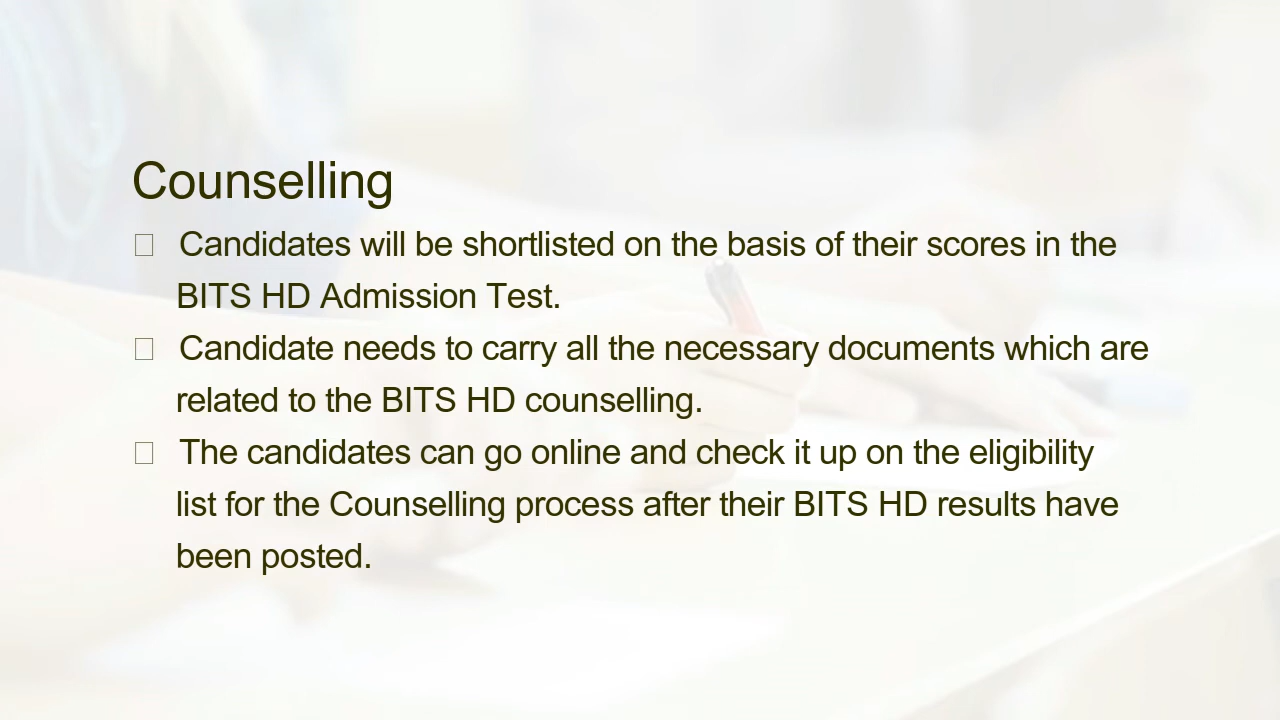 Counselling
Candidates will be shortlisted on the basis of their scores in the
BITS HD Admission Test.
Candidate needs to carry all the necessary documents which are
related to the BITS HD counselling.
The candidates can go online and check it up on the eligibility
list for the Counselling process after their BITS HD results have
been posted.